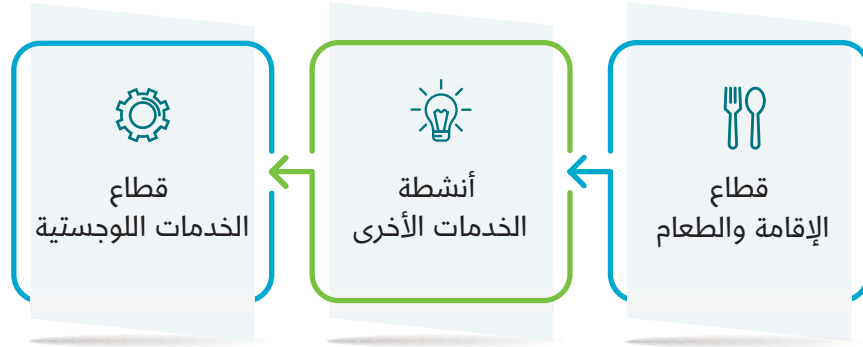 قطاع
الإقامة والطعام
أنشطة
الخدمات الأخرى
قطاع
الخدمات اللوجستية